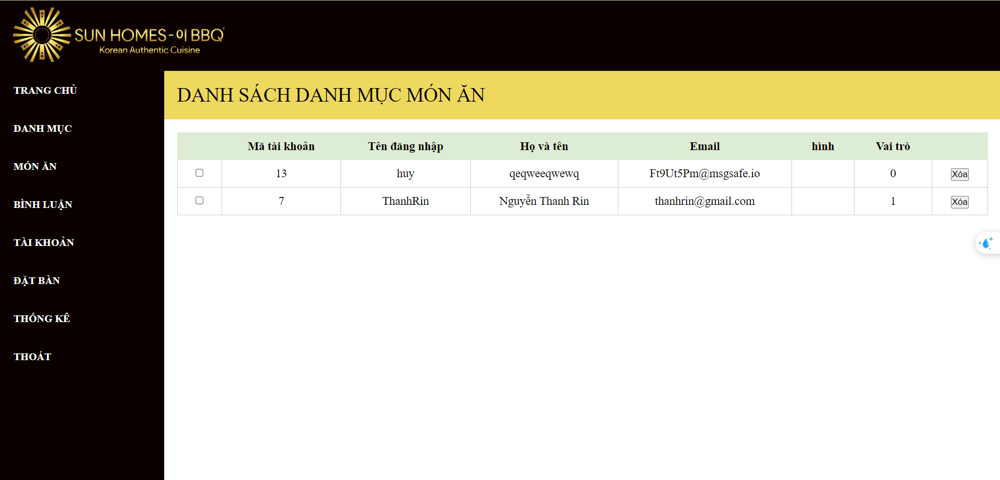 SUN HOMES - 이 BBQ
Korean Authentic Cuisine
TRANG CHỦ
DANH MỤC
MÓN ĂN
BÌNH LUẬN
TÀI KHOẢN
ĐẶT BÀN
THỐNG KÊ
THOÁT
DANH SÁCH DANH MỤC MÓN ĂN
Mã tài khoản Tên đăng nhập Họ và tên Email hình Vai trò
13 huy qeqweeqwewq Ft9Ut5Pm@msgsafe.io 0 Xóa
7 ThanhRin Nguyễn Thanh Rin thanhrin@gmail.com 1 Xóa